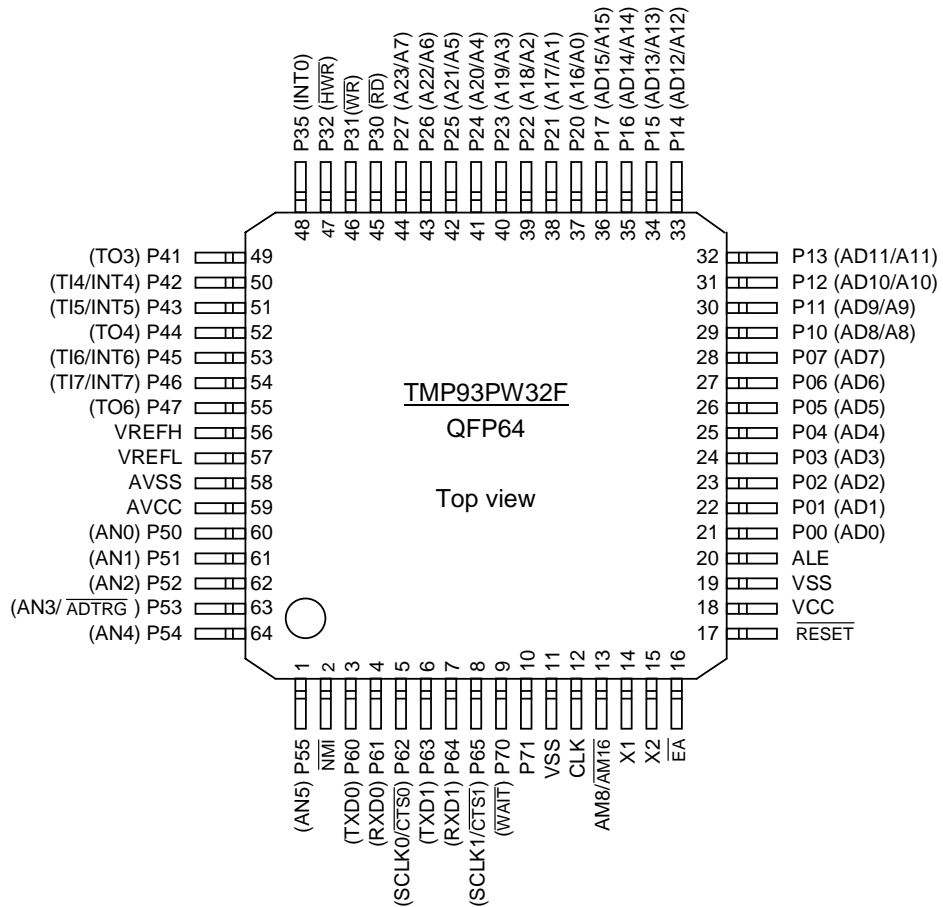 P35 (INT0)
P32 (HWR)
P31(WR)
P30 (RD)
P27 (A23/A7)
P26 (A22/A6)
P25 (A21/A5)
P24 (A20/A4)
P23 (A19/A3)
P22 (A18/A2)
P21 (A17/A1)
P20 (A16/A0)
P17 (AD15/A15)
P16 (AD14/A14)
P15 (AD13/A13)
P14 (AD12/A12)
48 47 46 45 44 43 42 41 40 39 38 37 36 35 34 33
(TO3) P41 49
(TI4/INT4) P42 50
(TI5/INT5) P43 51
(TO4) P44 52
(TI6/INT6) P45 53
(TI7/INT7) P46 54
(TO6) P47 55
VREFH 56
VREFL 57
AVSS 58
AVCC 59
(AN0) P50 60
(AN1) P51 61
(AN2) P52 62
(AN3/ ADTRG ) P53 63
(AN4) P54 64
TMP93PW32F
QFP64
Top view
32 P13 (AD11/A11)
31 P12 (AD10/A10)
30 P11 (AD9/A9)
29 P10 (AD8/A8)
28 P07 (AD7)
27 P06 (AD6)
26 P05 (AD5)
25 P04 (AD4)
24 P03 (AD3)
23 P02 (AD2)
22 P01 (AD1)
21 P00 (AD0)
20 ALE
19 VSS
18 VCC
17 RESET
1 2 3 4 5 6 7 8 9 10 11 12 13 14 15 16
(AN5) P55
NMI
(TXD0) P60
(RXD0) P61
(SCLK0/CTS0) P62
(TXD1) P63
(RXD1) P64
(SCLK1/CTS1) P65
(WAIT) P70
P71
VSS
CLK
AM8/AM16
X1
X2
EA